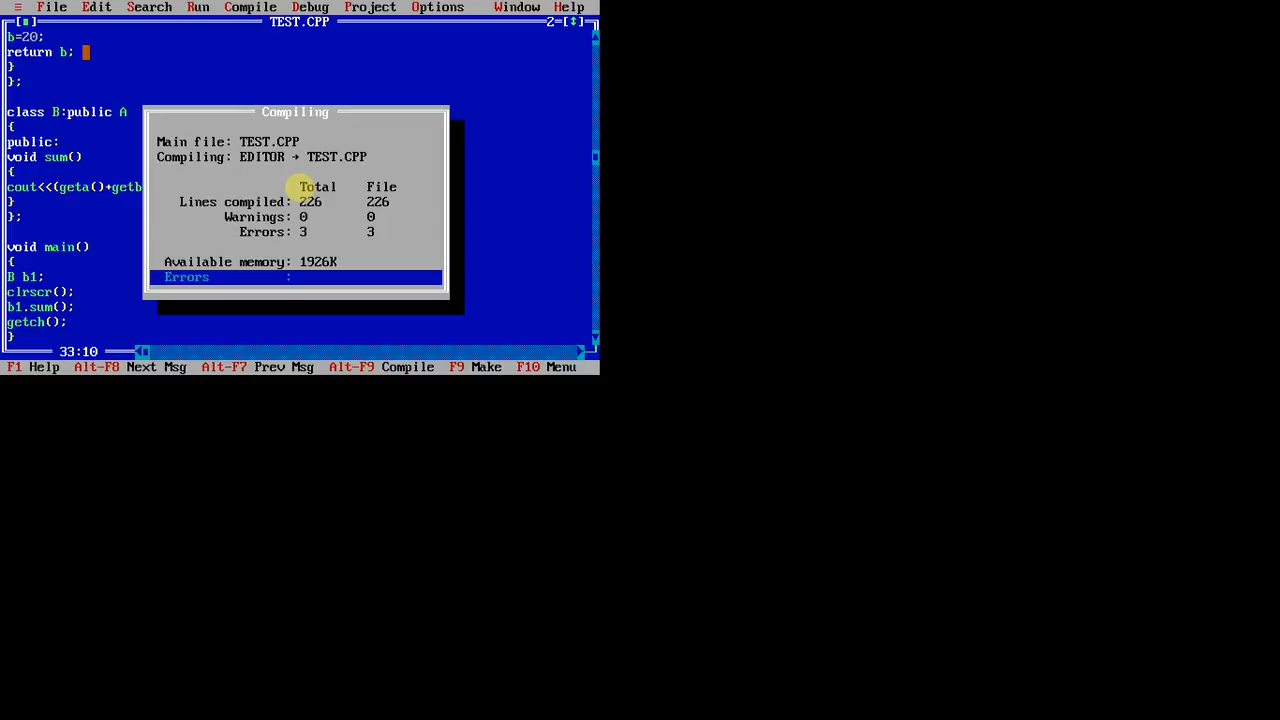 ≡ File Edit Search Run Compile Debug Project Options Window Help
[■] TEST.CPP 2=[↕]
b=20;
return b;
}
};
class B:public A
{
public:
void sum()
{
cout<<(geta()+getb
}
};
void main()
{
B b1;
clrscr();
b1.sum();
getch();
}
Compiling
Main file: TEST.CPP
Compiling: EDITOR → TEST.CPP
Total File
Lines compiled: 226 226
Warnings: 0 0
Errors: 3 3
Available memory: 1926K
Errors :
33:10
F1 Help Alt-F8 Next Msg Alt-F7 Prev Msg Alt-F9 Compile F9 Make F10 Menu